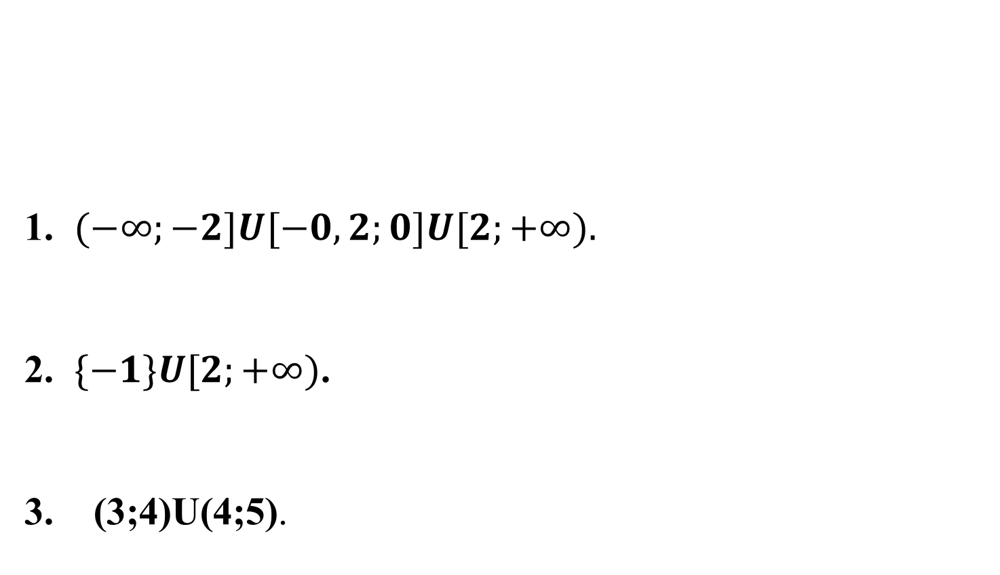 1. (−∞; −2]U[−0, 2; 0]U[2; +∞).
2. {−1}U[2; +∞).
3. (3;4)U(4;5).